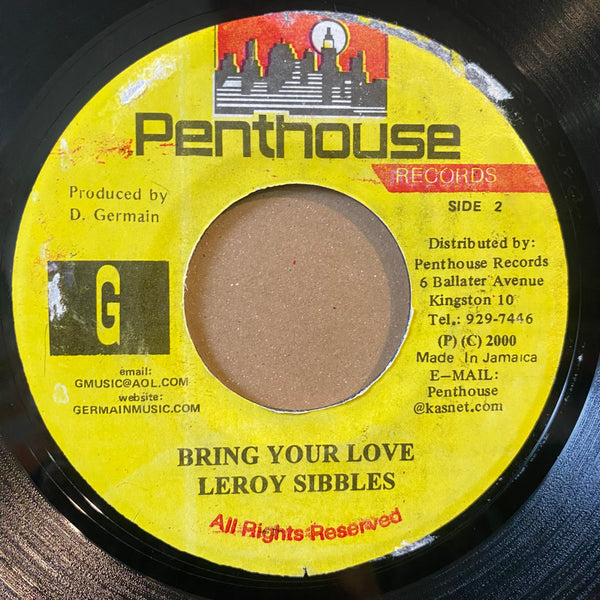 Penthouse
RECORDS
Produced by
D. Germain
SIDE 2
G
Distributed by:
Penthouse Records
6 Ballater Avenue
Kingston 10
Tel.: 929-7446
(P) (C) 2000
Made In Jamaica
E-MAIL:
Penthouse
@kasnet.com
email:
GMUSIC@AOL.COM
website:
GERMAINMUSIC.COM
BRING YOUR LOVE
LEROY SIBBLES
All Rights Reserved